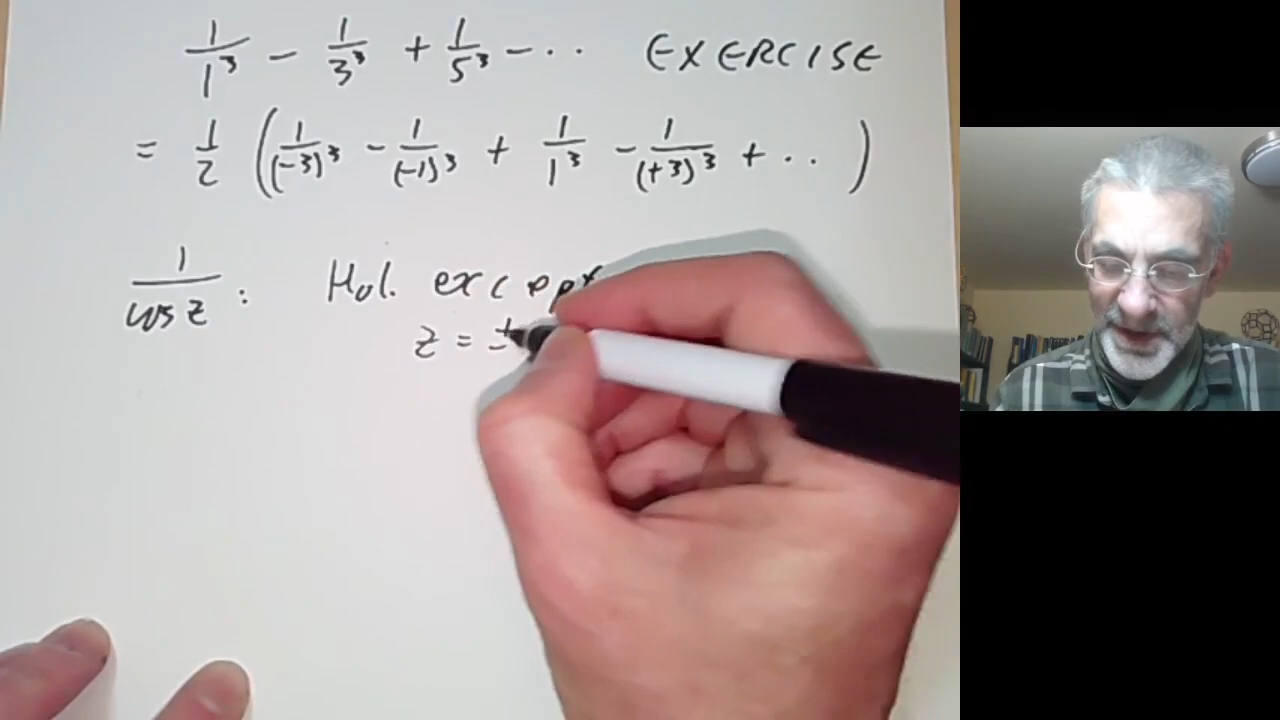 1/1³ - 1/3³ + 1/5³ - ·· EXERCISE
= 1/2 ( 1/(-3)³ - 1/(-1)³ + 1/1³ - 1/(+3)³ + ·· )
1/cos z : Hol. except
z = ±